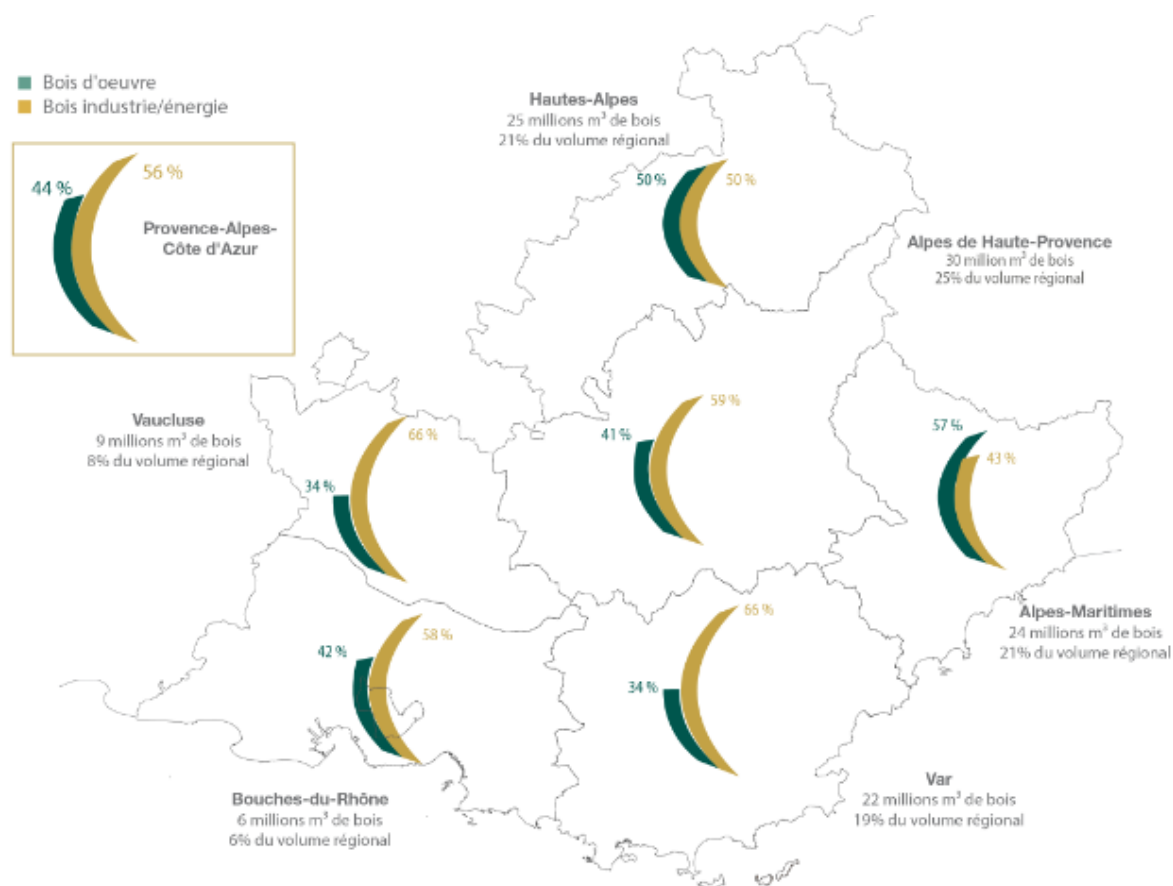 Bois d'oeuvre
Bois industrie/énergie
44 %
56 %
Provence-Alpes-
Côte d'Azur
Hautes-Alpes
25 millions m³ de bois
21% du volume régional
50 %
50 %
Alpes de Haute-Provence
30 million m³ de bois
25% du volume régional
41 %
59 %
Vaucluse
9 millions m³ de bois
8% du volume régional
34 %
66 %
57 %
43 %
Alpes-Maritimes
24 millions m³ de bois
21% du volume régional
42 %
58 %
Bouches-du-Rhône
6 millions m³ de bois
6% du volume régional
34 %
66 %
Var
22 millions m³ de bois
19% du volume régional